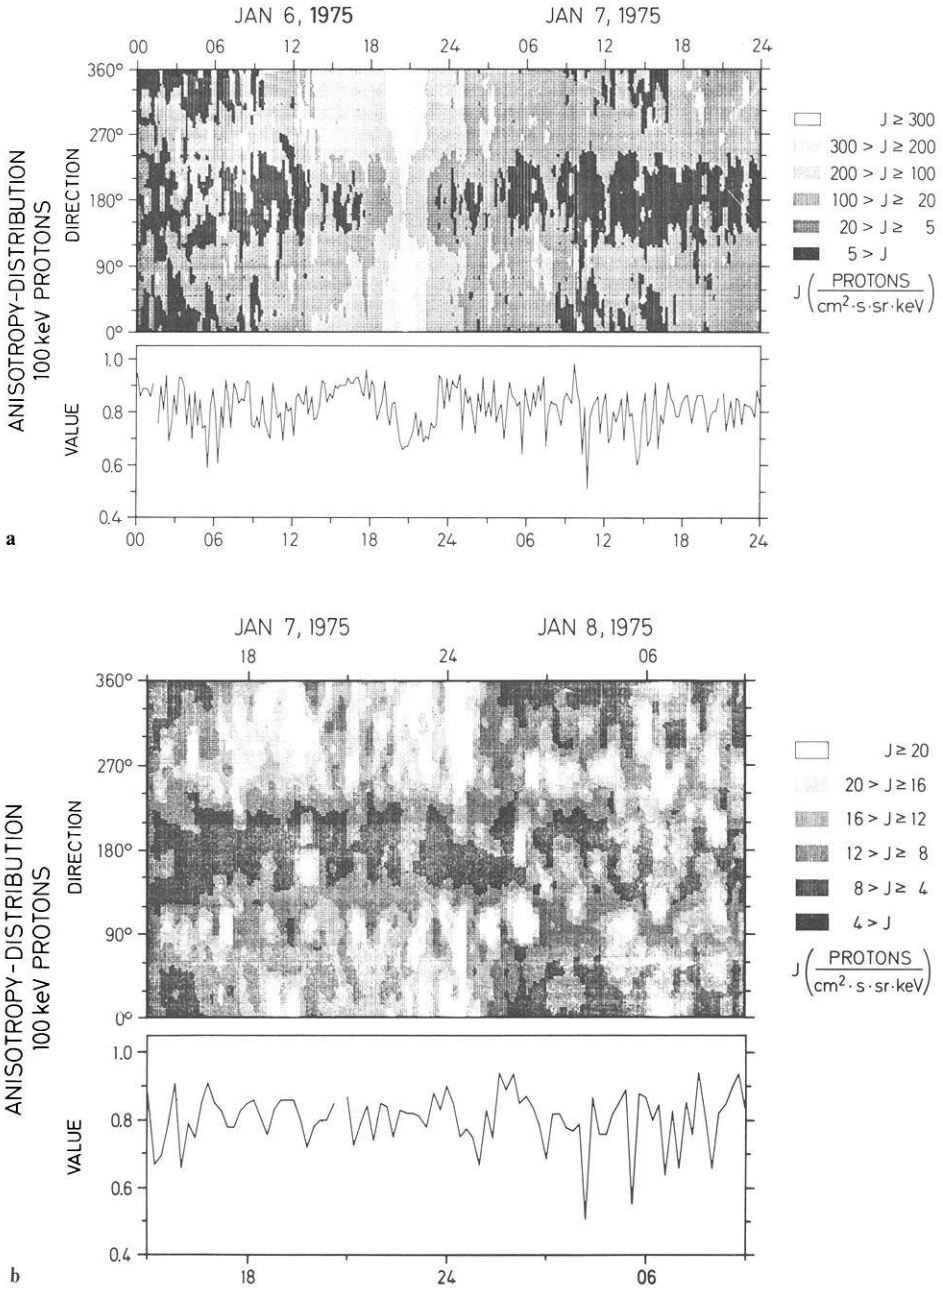 JAN 6, 1975 JAN 7, 1975
00 06 12 18 24 06 12 18 24
360°
270°
180°
90°
0°
DIRECTION
ANISOTROPY-DISTRIBUTION
100 keV PROTONS
J ≥ 300
300 > J ≥ 200
200 > J ≥ 100
100 > J ≥ 20
20 > J ≥ 5
5 > J
J ( PROTONS
cm²·s·sr·keV )
1.0
0.8
0.6
0.4
VALUE
00 06 12 18 24 06 12 18 24
a
JAN 7, 1975 JAN 8, 1975
18 24 06
360°
270°
180°
90°
0°
DIRECTION
ANISOTROPY-DISTRIBUTION
100 keV PROTONS
J ≥ 20
20 > J ≥ 16
16 > J ≥ 12
12 > J ≥ 8
8 > J ≥ 4
4 > J
J ( PROTONS
cm²·s·sr·keV )
1.0
0.8
0.6
0.4
VALUE
18 24 06
b